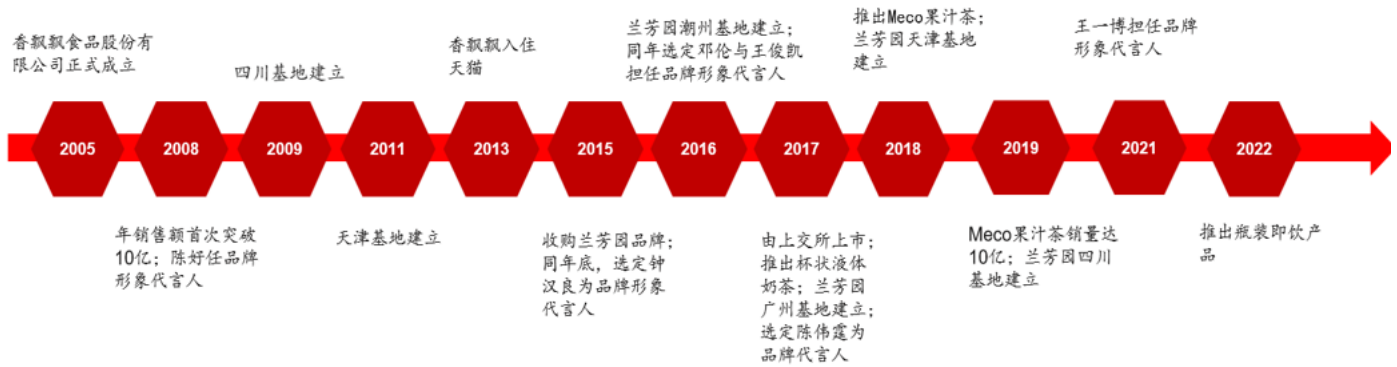 香飘飘食品股份有
限公司正式成立
四川基地建立
香飘飘入住
天猫
兰芳园潮州基地建立；
同年选定邓伦与王俊凯
担任品牌形象代言人
推出Meco果汁茶；
兰芳园天津基地
建立
王一博担任品牌
形象代言人
2005
2008
2009
2011
2013
2015
2016
2017
2018
2019
2021
2022
年销售额首次突破
10亿；陈好任品牌
形象代言人
天津基地建立
收购兰芳园品牌；
同年底，选定钟
汉良为品牌形象
代言人
由上交所上市；
推出杯状液体
奶茶；兰芳园
广州基地建立；
选定陈伟霆为
品牌代言人
Meco果汁茶销量达
10亿；兰芳园四川
基地建立
推出瓶装即饮产
品